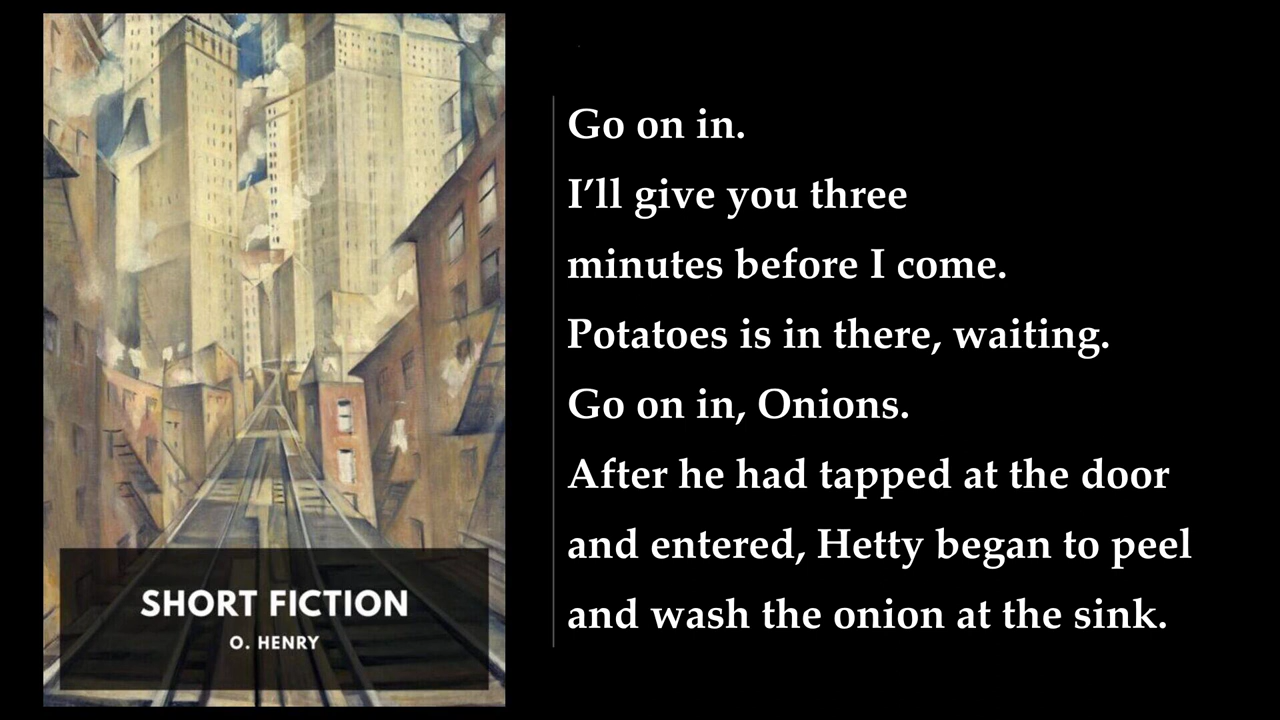 SHORT FICTION
O. HENRY
Go on in.
I’ll give you three
minutes before I come.
Potatoes is in there, waiting.
Go on in, Onions.
After he had tapped at the door
and entered, Hetty began to peel
and wash the onion at the sink.